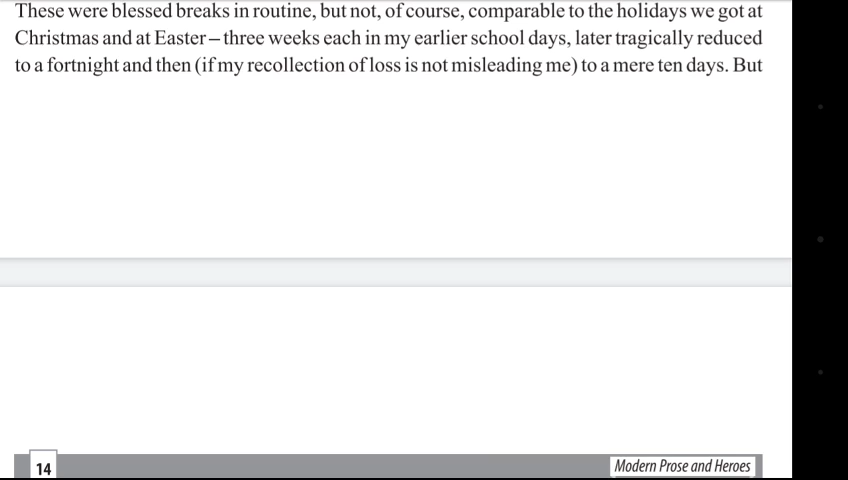 These were blessed breaks in routine, but not, of course, comparable to the holidays we got at
Christmas and at Easter – three weeks each in my earlier school days, later tragically reduced
to a fortnight and then (if my recollection of loss is not misleading me) to a mere ten days. But
14
Modern Prose and Heroes